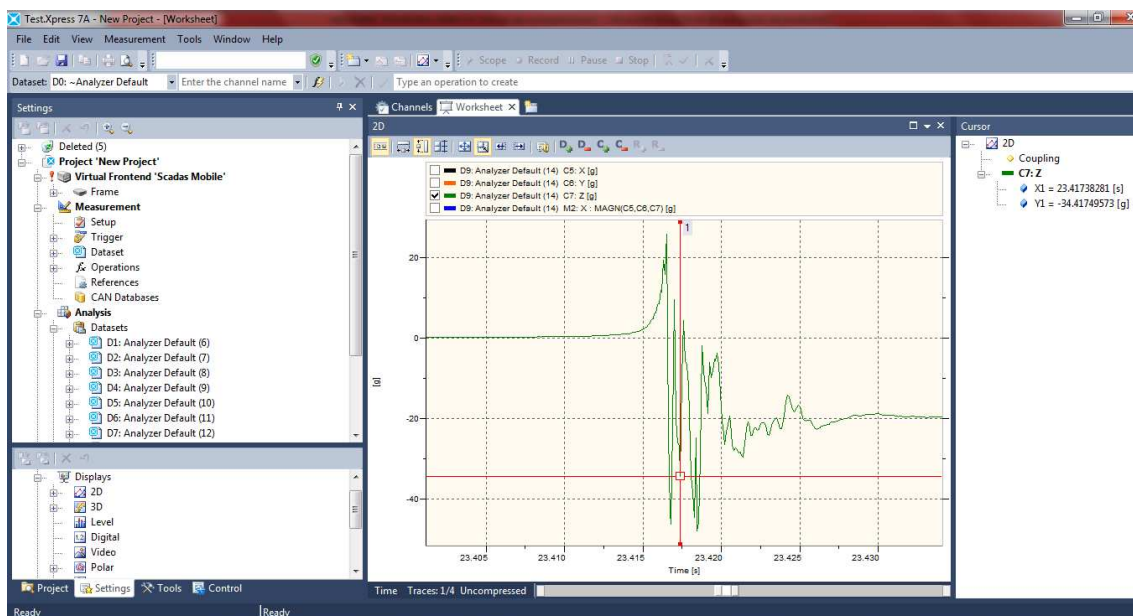 Test.Xpress 7A - New Project - [Worksheet]
File Edit View Measurement Tools Window Help
Scope Record Pause Stop
Dataset: D0: ~Analyzer Default Enter the channel name Type an operation to create
Settings
Deleted (5)
Project 'New Project'
Virtual Frontend 'Scadas Mobile'
Frame
Measurement
Setup
Trigger
Dataset
Operations
References
CAN Databases
Analysis
Datasets
D1: Analyzer Default (6)
D2: Analyzer Default (7)
D3: Analyzer Default (8)
D4: Analyzer Default (9)
D5: Analyzer Default (10)
D6: Analyzer Default (11)
D7: Analyzer Default (12)
Displays
2D
3D
Level
Digital
Video
Polar
Project Settings Tools Control
Channels Worksheet
2D
D9: Analyzer Default (14) C5: X [g]
D9: Analyzer Default (14) C6: Y [g]
D9: Analyzer Default (14) C7: Z [g]
D9: Analyzer Default (14) M2: X : MAGN(C5,C6,C7) [g]
1
20
0
-20
-40
[g]
23.405 23.410 23.415 23.420 23.425 23.430
Time [s]
Time Traces: 1/4 Uncompressed
Cursor
2D
Coupling
C7: Z
X1 = 23.41738281 [s]
Y1 = -34.41749573 [g]
Ready Ready